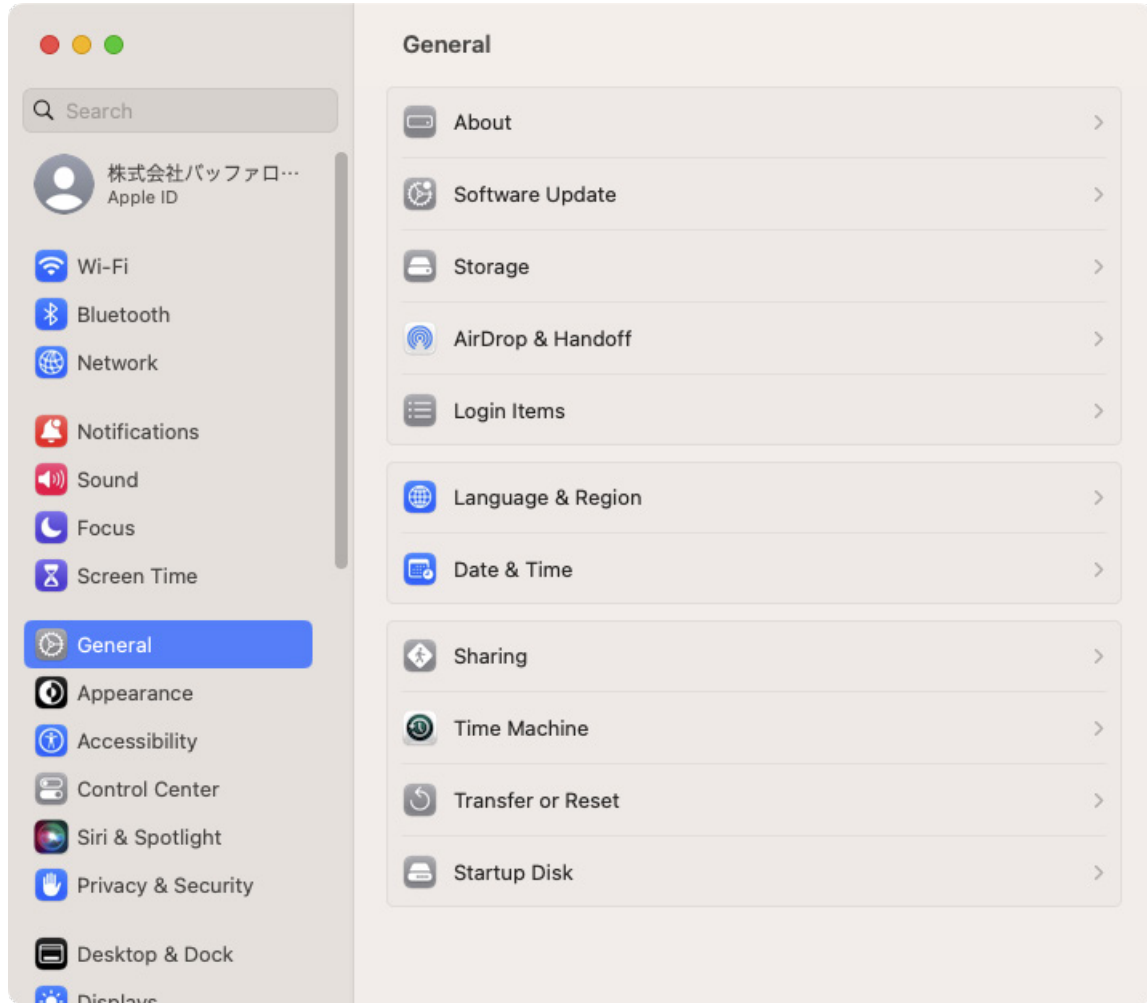 Search
株式会社バッファロ…
Apple ID
Wi-Fi
Bluetooth
Network
Notifications
Sound
Focus
Screen Time
General
Appearance
Accessibility
Control Center
Siri & Spotlight
Privacy & Security
Desktop & Dock
Displays
General
About
Software Update
Storage
AirDrop & Handoff
Login Items
Language & Region
Date & Time
Sharing
Time Machine
Transfer or Reset
Startup Disk